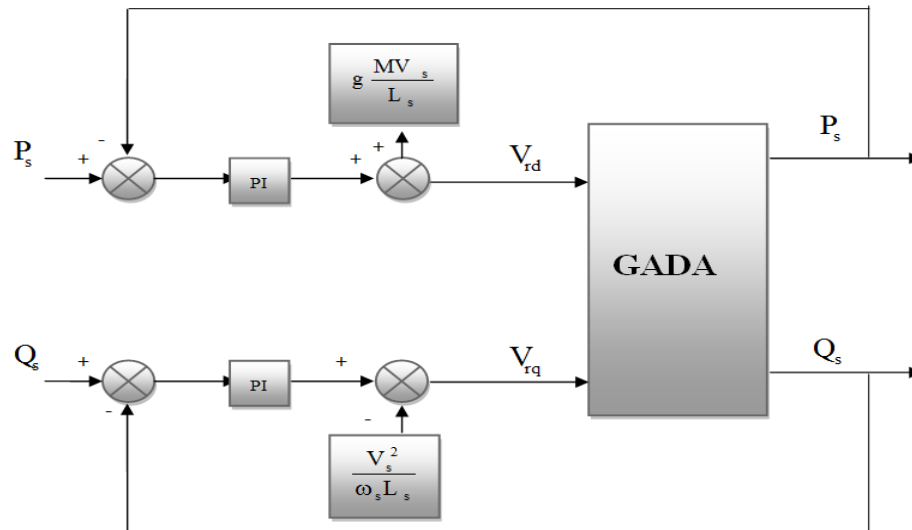 g MV_s / L_s
P_s + - PI + + V_rd P_s
GADA
Q_s + - PI + - V_rq Q_s
V_s^2 / ω_s L_s